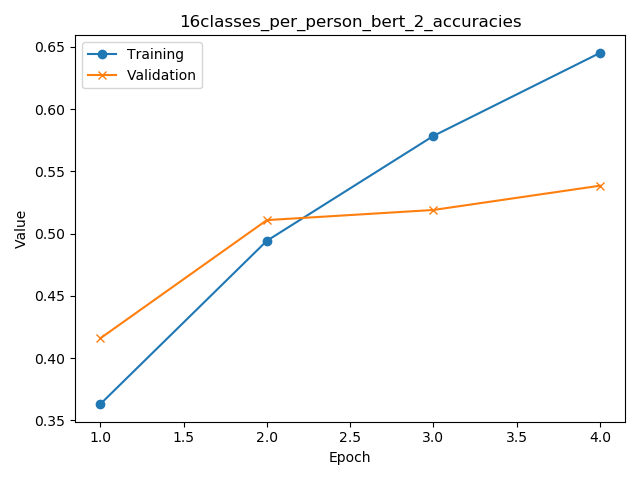 16classes_per_person_bert_2_accuracies
Training
Validation
0.65
0.60
0.55
0.50
0.45
0.40
0.35
Value
1.0 1.5 2.0 2.5 3.0 3.5 4.0
Epoch